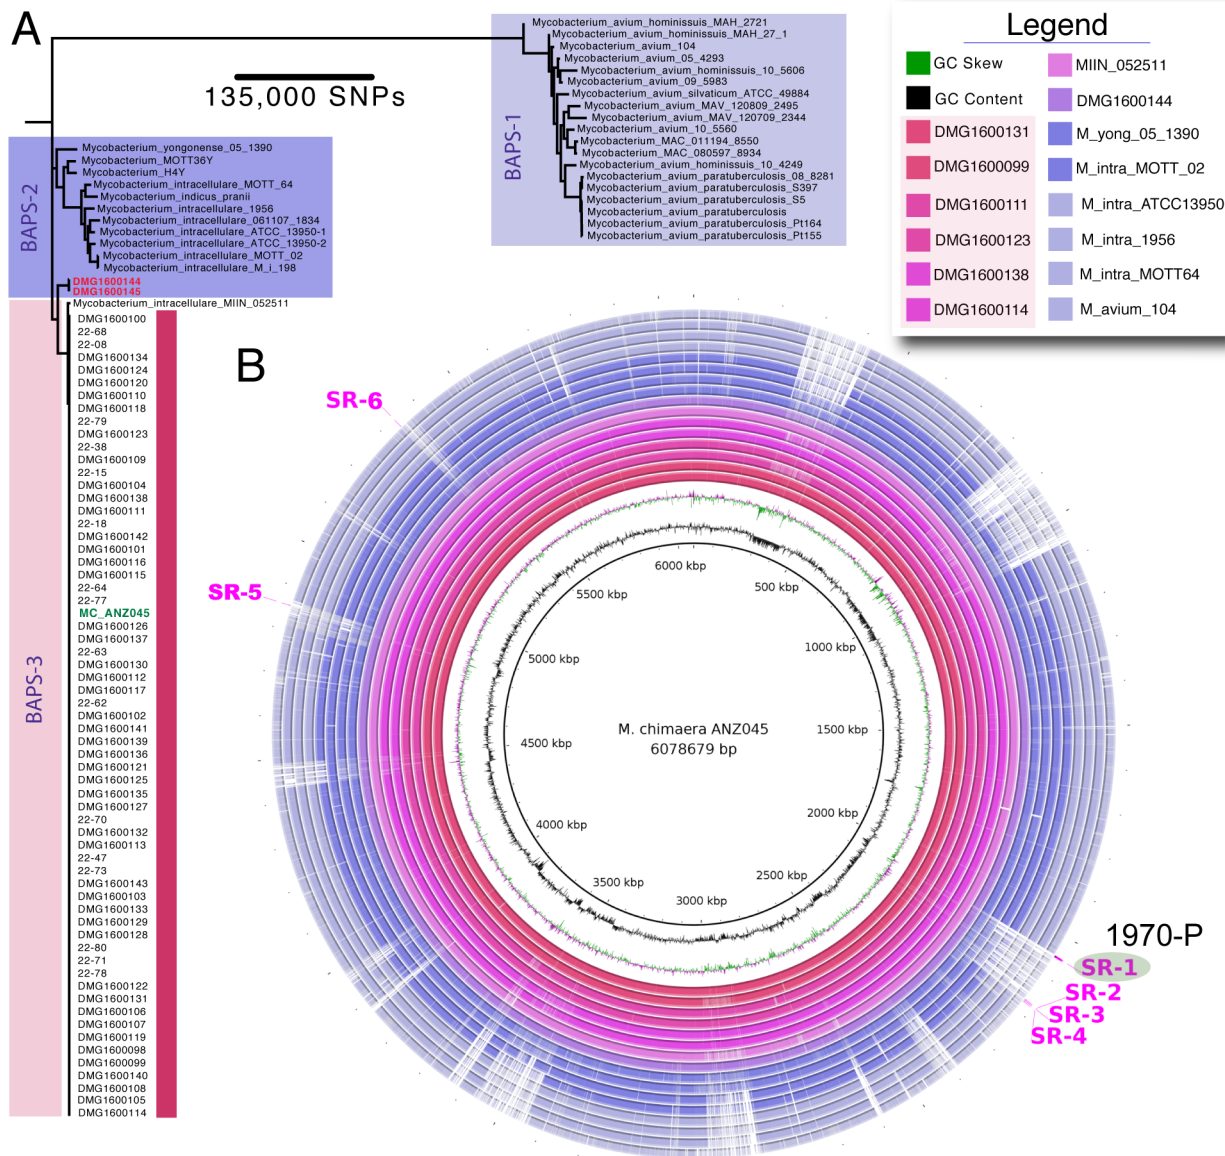 A
135,000 SNPs
BAPS-1
Mycobacterium_avium_hominissuis_MAH_2721
Mycobacterium_avium_hominissuis_MAH_27_1
Mycobacterium_avium_104
Mycobacterium_avium_05_4293
Mycobacterium_avium_hominissuis_10_5606
Mycobacterium_avium_09_5983
Mycobacterium_avium_silvaticum_ATCC_49884
Mycobacterium_avium_MAV_120809_2495
Mycobacterium_avium_MAV_120709_2344
Mycobacterium_avium_10_5560
Mycobacterium_MAC_011194_8550
Mycobacterium_MAC_080597_8934
Mycobacterium_avium_hominissuis_10_4249
Mycobacterium_avium_paratuberculosis_08_8281
Mycobacterium_avium_paratuberculosis_S397
Mycobacterium_avium_paratuberculosis_S5
Mycobacterium_avium_paratuberculosis
Mycobacterium_avium_paratuberculosis_Pt164
Mycobacterium_avium_paratuberculosis_Pt155
BAPS-2
Mycobacterium_yongonense_05_1390
Mycobacterium_MOTT36Y
Mycobacterium_H4Y
Mycobacterium_intracellulare_MOTT_64
Mycobacterium_indicus_pranii
Mycobacterium_intracellulare_1956
Mycobacterium_intracellulare_061107_1834
Mycobacterium_intracellulare_ATCC_13950-1
Mycobacterium_intracellulare_ATCC_13950-2
Mycobacterium_intracellulare_MOTT_02
Mycobacterium_intracellulare_M_i_198
DMG1600144
DMG1600145
Mycobacterium_intracellulare_MIIN_052511
BAPS-3
DMG1600100
22-68
22-08
DMG1600134
DMG1600124
DMG1600120
DMG1600110
DMG1600118
22-79
DMG1600123
22-38
DMG1600109
22-15
DMG1600104
DMG1600138
DMG1600111
22-18
DMG1600142
DMG1600101
DMG1600116
DMG1600115
22-64
22-77
MC_ANZ045
DMG1600126
DMG1600137
22-63
DMG1600130
DMG1600112
DMG1600117
22-62
DMG1600102
DMG1600141
DMG1600139
DMG1600136
DMG1600121
DMG1600125
DMG1600135
DMG1600127
22-70
DMG1600132
DMG1600113
22-47
22-73
DMG1600143
DMG1600103
DMG1600133
DMG1600129
DMG1600128
22-80
22-71
22-78
DMG1600122
DMG1600131
DMG1600106
DMG1600107
DMG1600119
DMG1600098
DMG1600099
DMG1600140
DMG1600108
DMG1600105
DMG1600114
Legend
GC Skew
GC Content
DMG1600131
DMG1600099
DMG1600111
DMG1600123
DMG1600138
DMG1600114
MIIN_052511
DMG1600144
M_yong_05_1390
M_intra_MOTT_02
M_intra_ATCC13950
M_intra_1956
M_intra_MOTT64
M_avium_104
B
SR-6
SR-5
6000 kbp
500 kbp
1000 kbp
1500 kbp
2000 kbp
2500 kbp
3000 kbp
3500 kbp
4000 kbp
4500 kbp
5000 kbp
5500 kbp
M. chimaera ANZ045
6078679 bp
1970-P
SR-1
SR-2
SR-3
SR-4